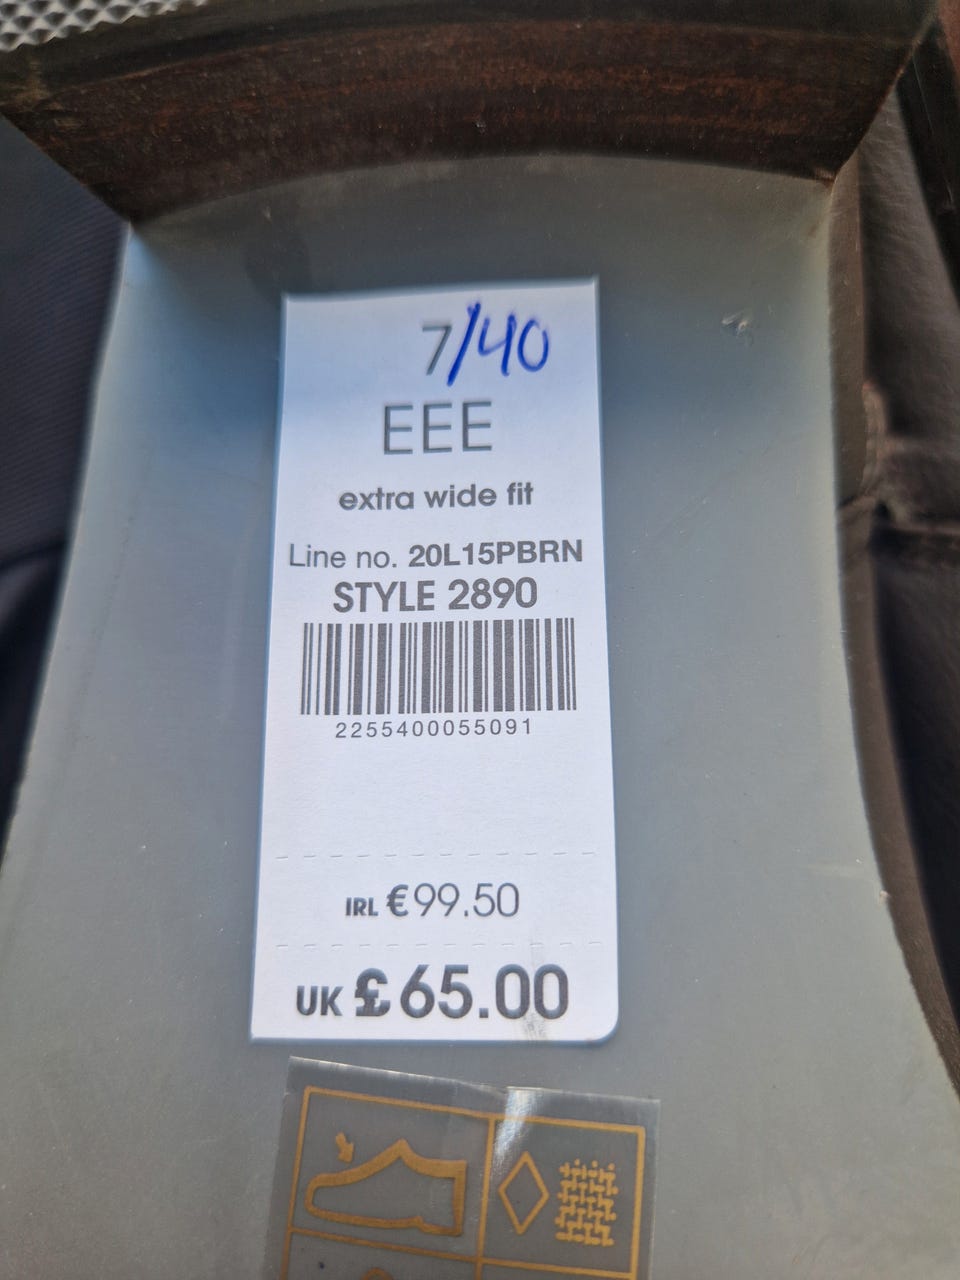 7/40
EEE
extra wide fit
Line no. 20L15PBRN
STYLE 2890
2255400055091
IRL €99.50
UK £65.00